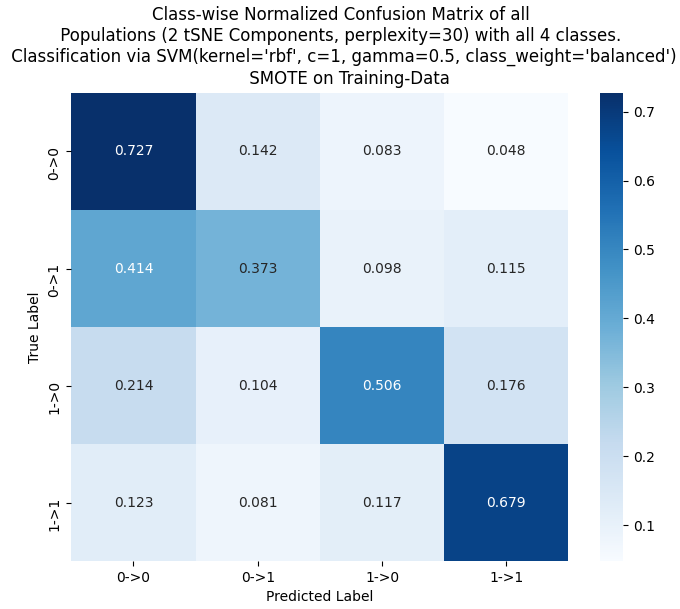 Class-wise Normalized Confusion Matrix of all
Populations (2 tSNE Components, perplexity=30) with all 4 classes.
Classification via SVM(kernel='rbf', c=1, gamma=0.5, class_weight='balanced')
SMOTE on Training-Data
0->0 0.727 0.142 0.083 0.048
0->1 0.414 0.373 0.098 0.115
1->0 0.214 0.104 0.506 0.176
1->1 0.123 0.081 0.117 0.679
True Label
0->0 0->1 1->0 1->1
Predicted Label
0.7
0.6
0.5
0.4
0.3
0.2
0.1